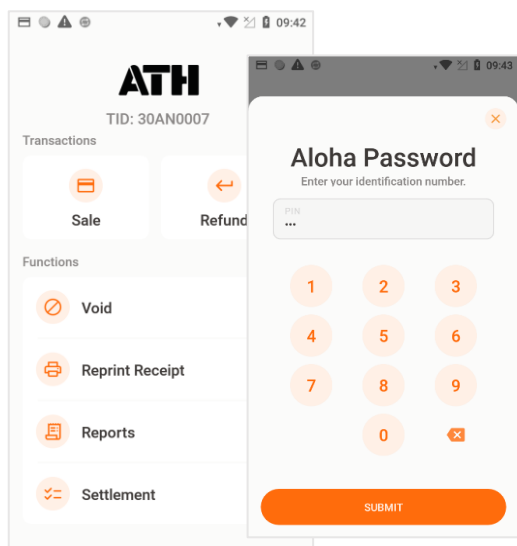 09:42
ATH
TID: 30AN0007
Transactions
Sale
Refund
Functions
Void
Reprint Receipt
Reports
Settlement
09:43
Aloha Password
Enter your identification number.
PIN
•••
1 2 3
4 5 6
7 8 9
0
SUBMIT